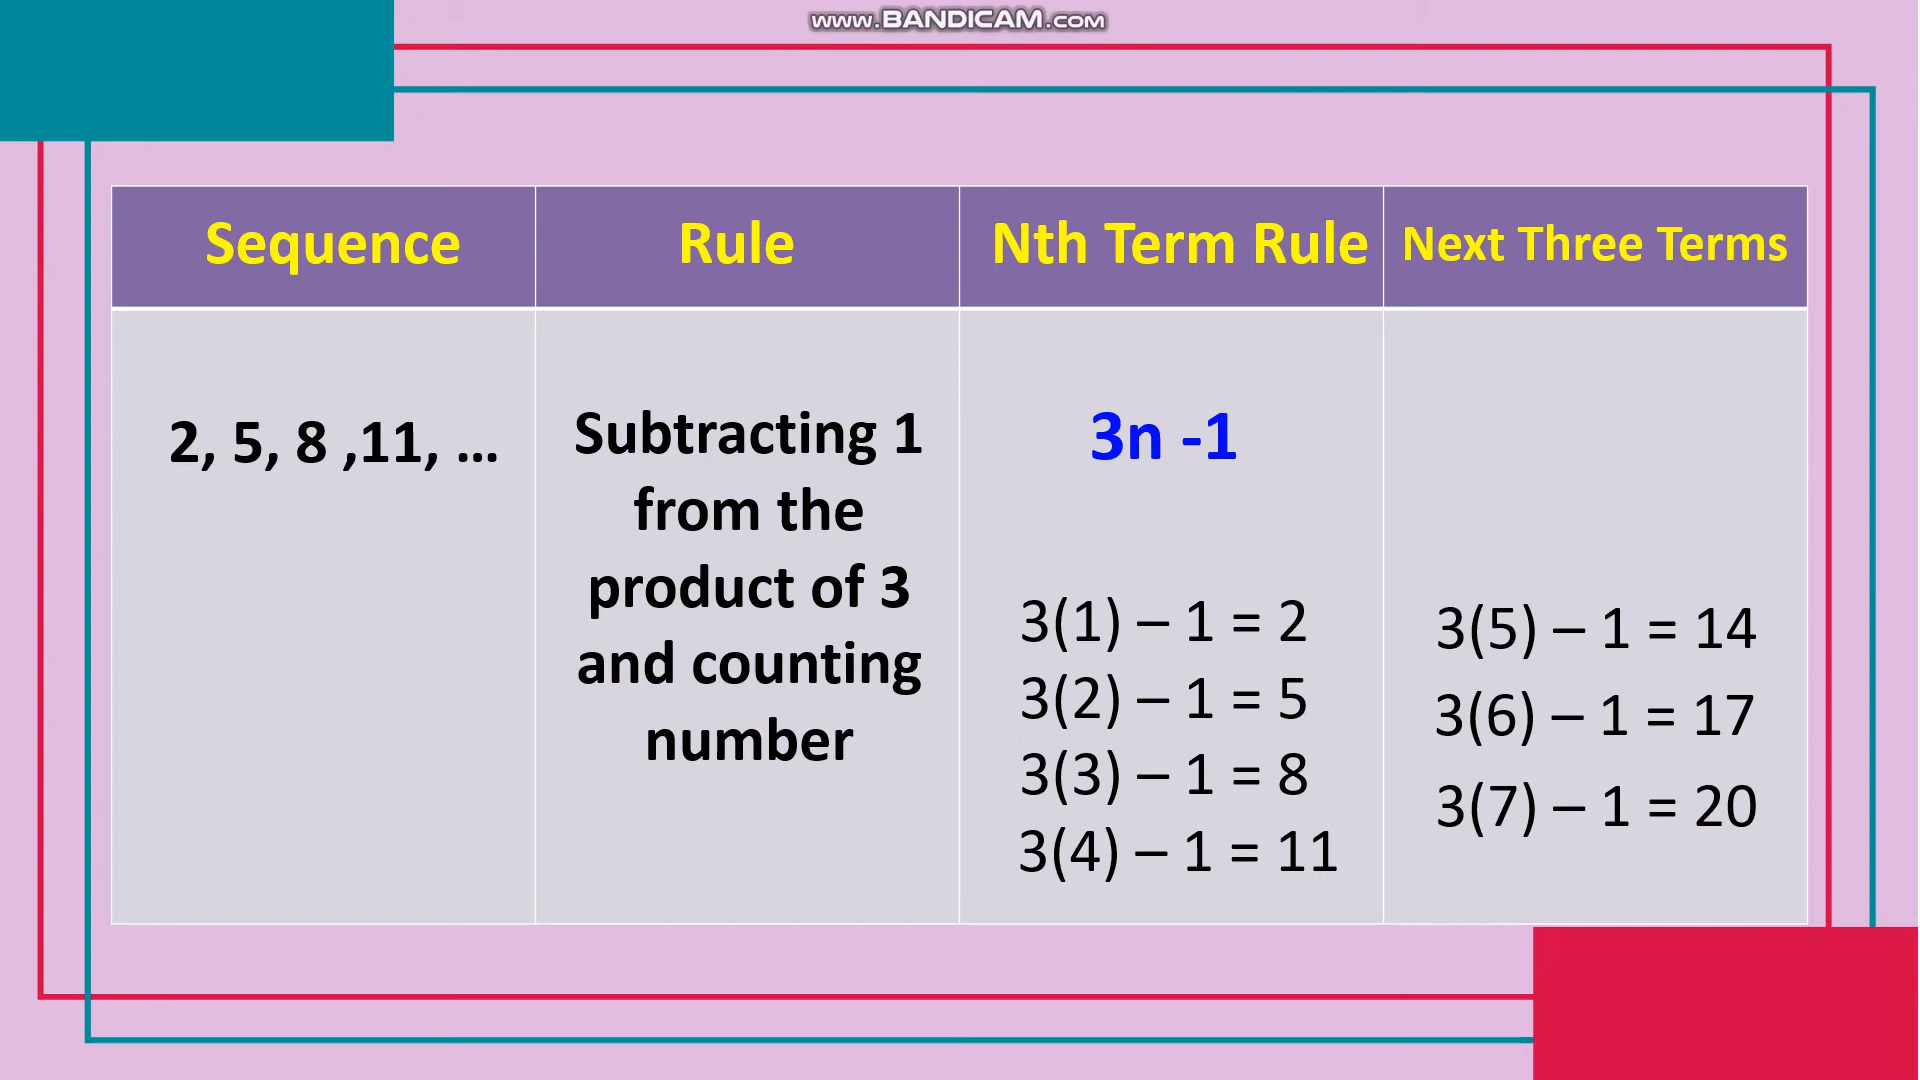 www.BANDICAM.com
Sequence
Rule
Nth Term Rule
Next Three Terms
2, 5, 8 ,11, …
Subtracting 1
from the
product of 3
and counting
number
3n -1
3(1) – 1 = 2
3(2) – 1 = 5
3(3) – 1 = 8
3(4) – 1 = 11
3(5) – 1 = 14
3(6) – 1 = 17
3(7) – 1 = 20